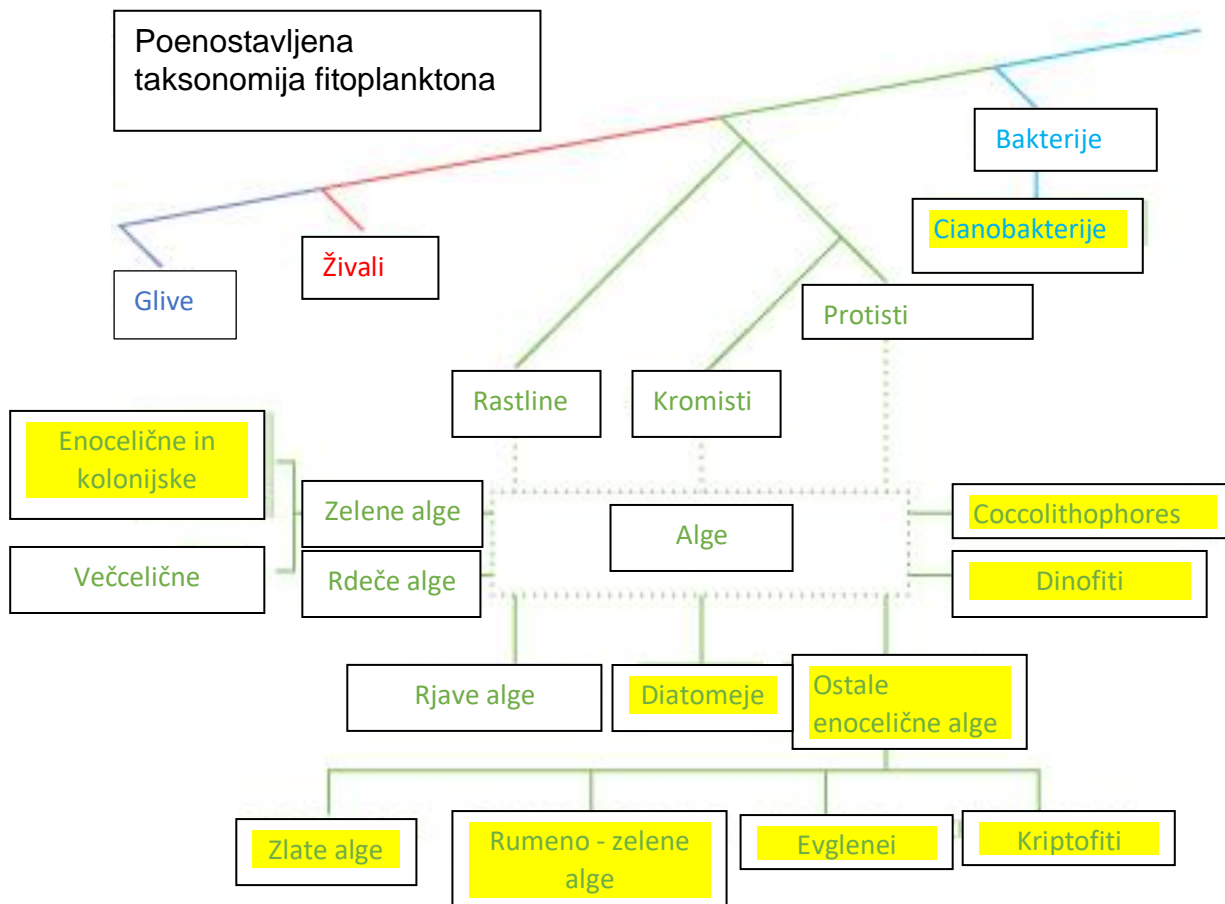 Poenostavljena
taksonomija fitoplanktona
Bakterije
Cianobakterije
Živali
Glive
Protisti
Rastline
Kromisti
Enocelične in
kolonijske
Zelene alge
Alge
Coccolithophores
Večcelične
Rdeče alge
Dinofiti
Rjave alge
Diatomeje
Ostale
enocelične alge
Zlate alge
Rumeno - zelene
alge
Evglenei
Kriptofiti